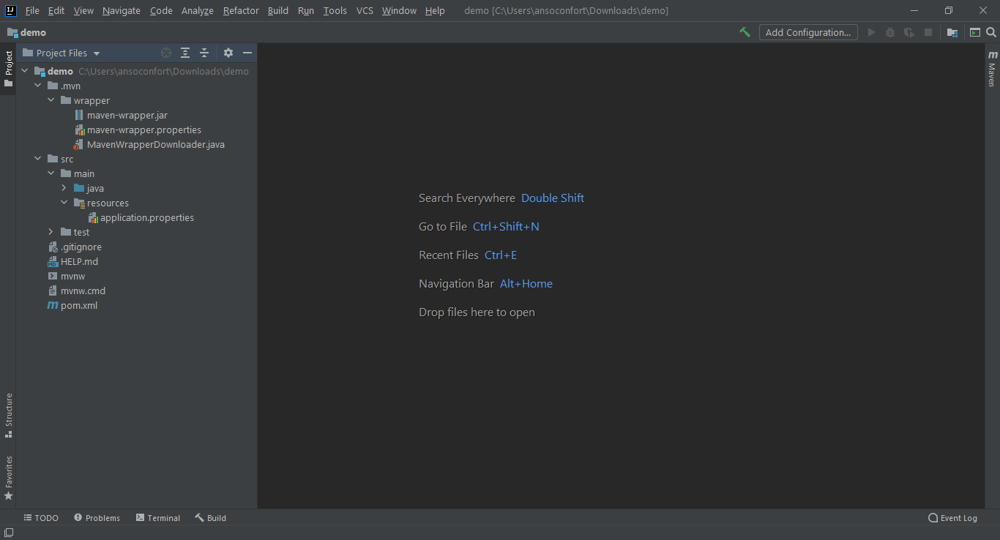 IJ File Edit View Navigate Code Analyze Refactor Build Run Tools VCS Window Help demo [C:\Users\ansoconfort\Downloads\demo]
demo
Add Configuration...
Project
Project Files
demo C:\Users\ansoconfort\Downloads\demo
.mvn
wrapper
maven-wrapper.jar
maven-wrapper.properties
MavenWrapperDownloader.java
src
main
java
resources
application.properties
test
.gitignore
HELP.md
mvnw
mvnw.cmd
pom.xml
Search Everywhere Double Shift
Go to File Ctrl+Shift+N
Recent Files Ctrl+E
Navigation Bar Alt+Home
Drop files here to open
m Maven
Structure
Favorites
TODO Problems Terminal Build Event Log